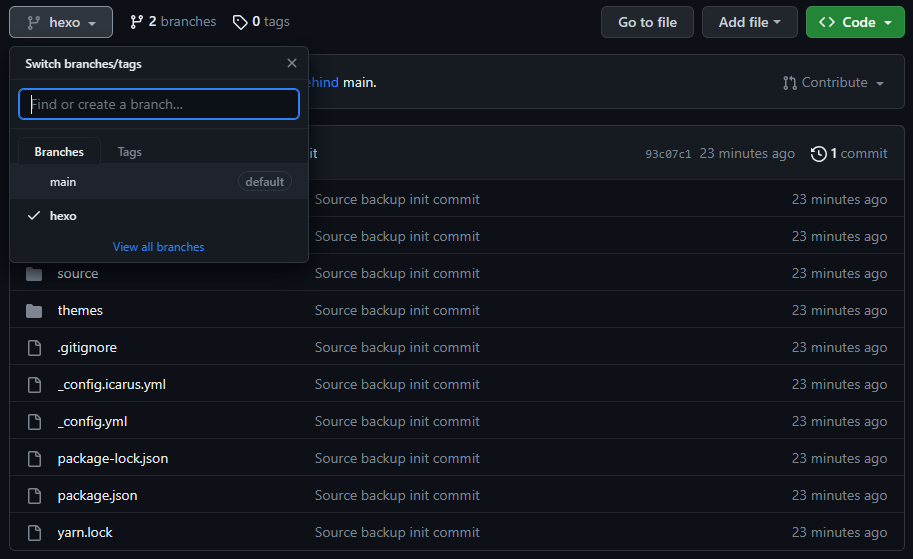 hexo 2 branches 0 tags Go to file Add file Code
Switch branches/tags
ehind main. Contribute
Find or create a branch...
Branches Tags
it 93c07c1 23 minutes ago 1 commit
main default
Source backup init commit 23 minutes ago
hexo
Source backup init commit 23 minutes ago
View all branches
source Source backup init commit 23 minutes ago
themes Source backup init commit 23 minutes ago
.gitignore Source backup init commit 23 minutes ago
_config.icarus.yml Source backup init commit 23 minutes ago
_config.yml Source backup init commit 23 minutes ago
package-lock.json Source backup init commit 23 minutes ago
package.json Source backup init commit 23 minutes ago
yarn.lock Source backup init commit 23 minutes ago